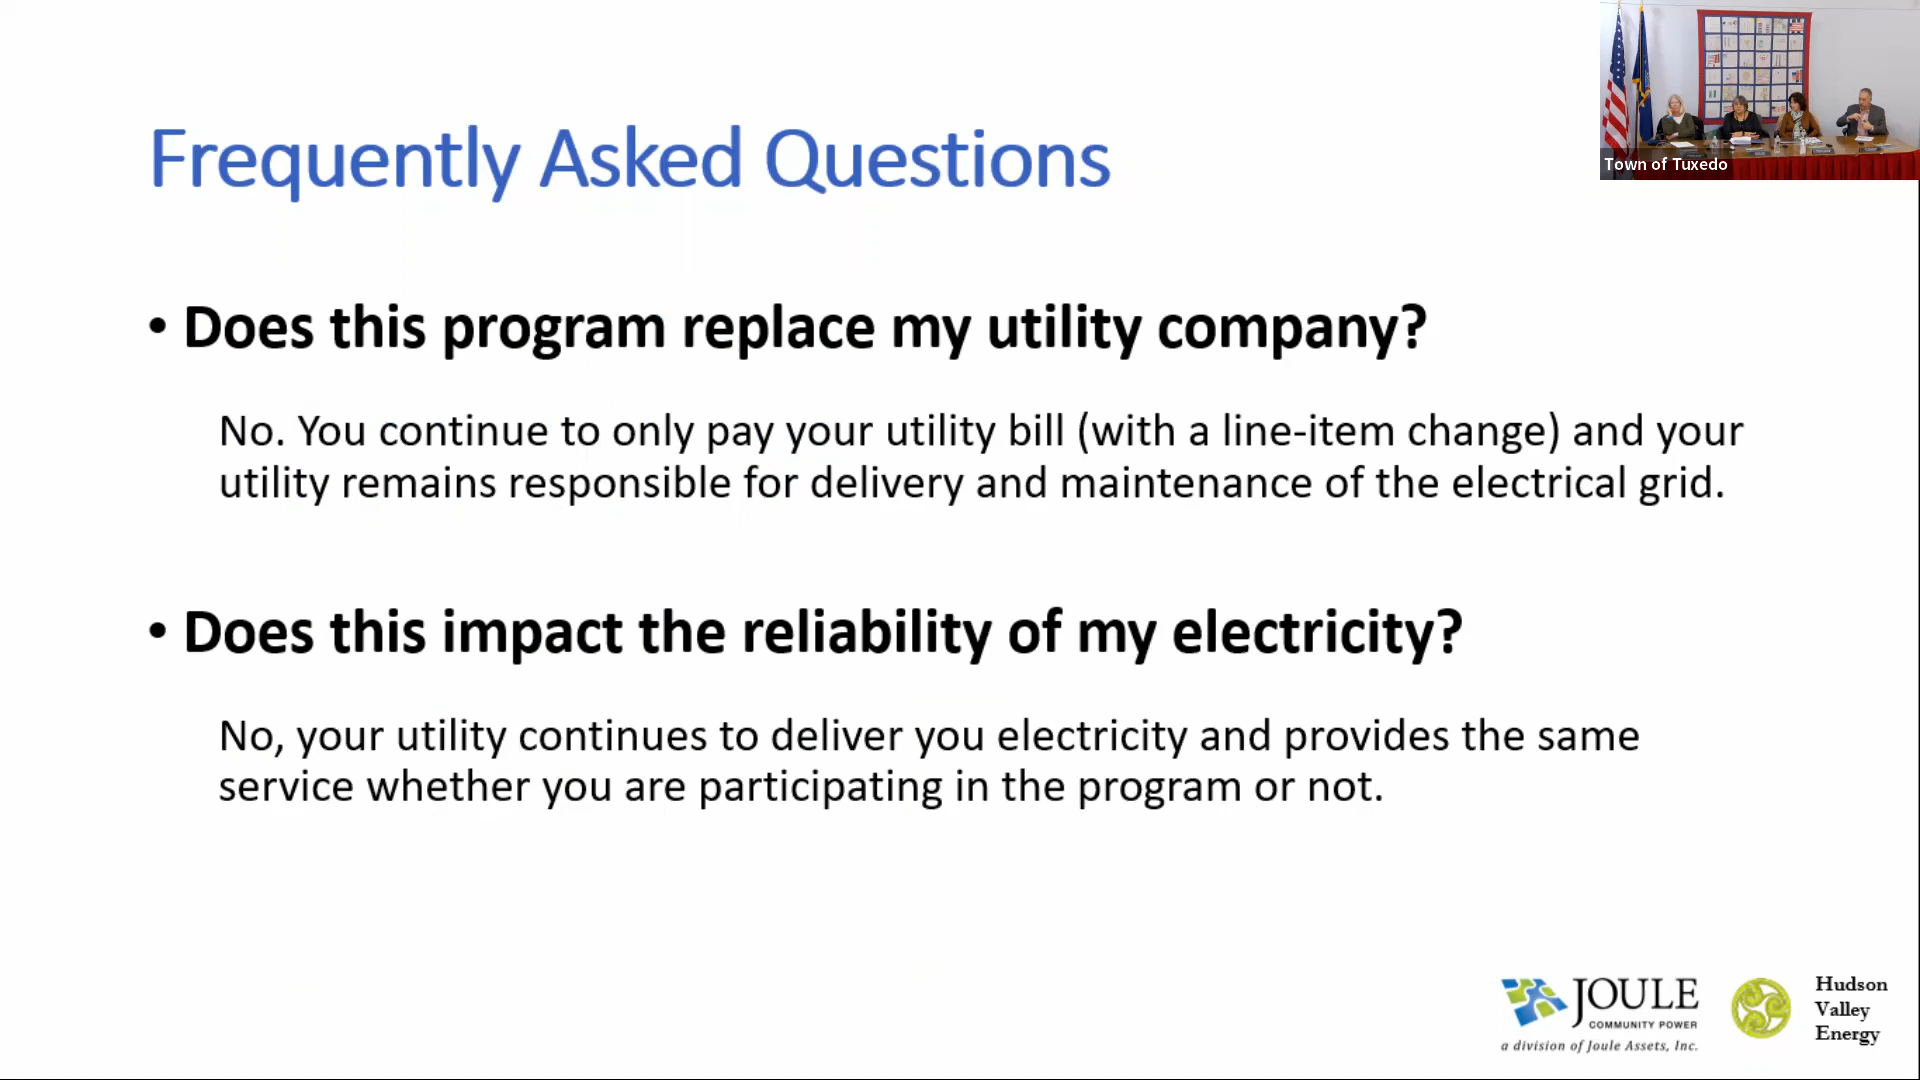 Town of Tuxedo
Frequently Asked Questions
• Does this program replace my utility company?
No. You continue to only pay your utility bill (with a line-item change) and your
utility remains responsible for delivery and maintenance of the electrical grid.
• Does this impact the reliability of my electricity?
No, your utility continues to deliver you electricity and provides the same
service whether you are participating in the program or not.
JOULE
COMMUNITY POWER
a division of Joule Assets, Inc.
Hudson
Valley
Energy